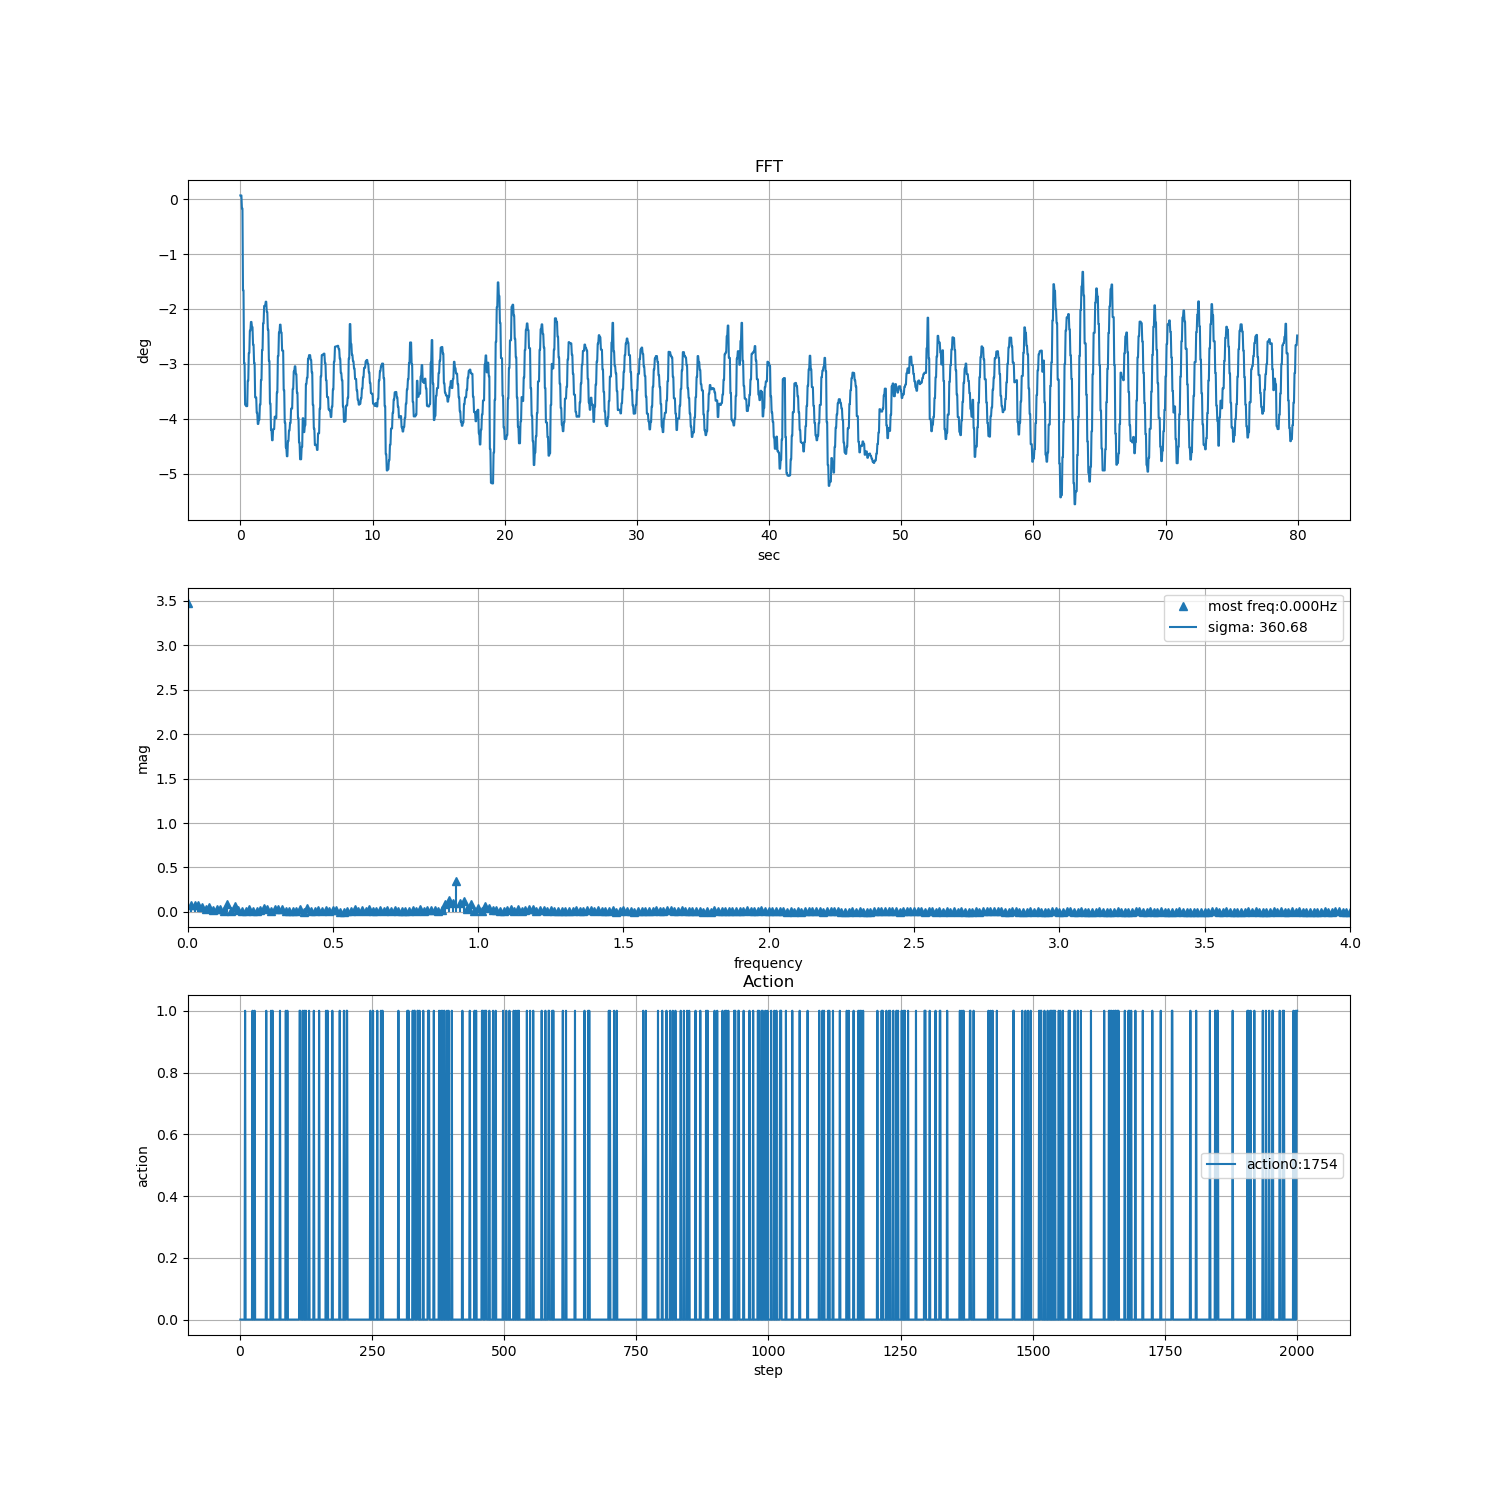 FFT
0
−1
−2
−3
−4
−5
deg
0 10 20 30 40 50 60 70 80
sec
3.5
3.0
2.5
2.0
1.5
1.0
0.5
0.0
mag
most freq:0.000Hz
sigma: 360.68
0.0 0.5 1.0 1.5 2.0 2.5 3.0 3.5 4.0
frequency
Action
1.0
0.8
0.6
0.4
0.2
0.0
action
action0:1754
0 250 500 750 1000 1250 1500 1750 2000
step